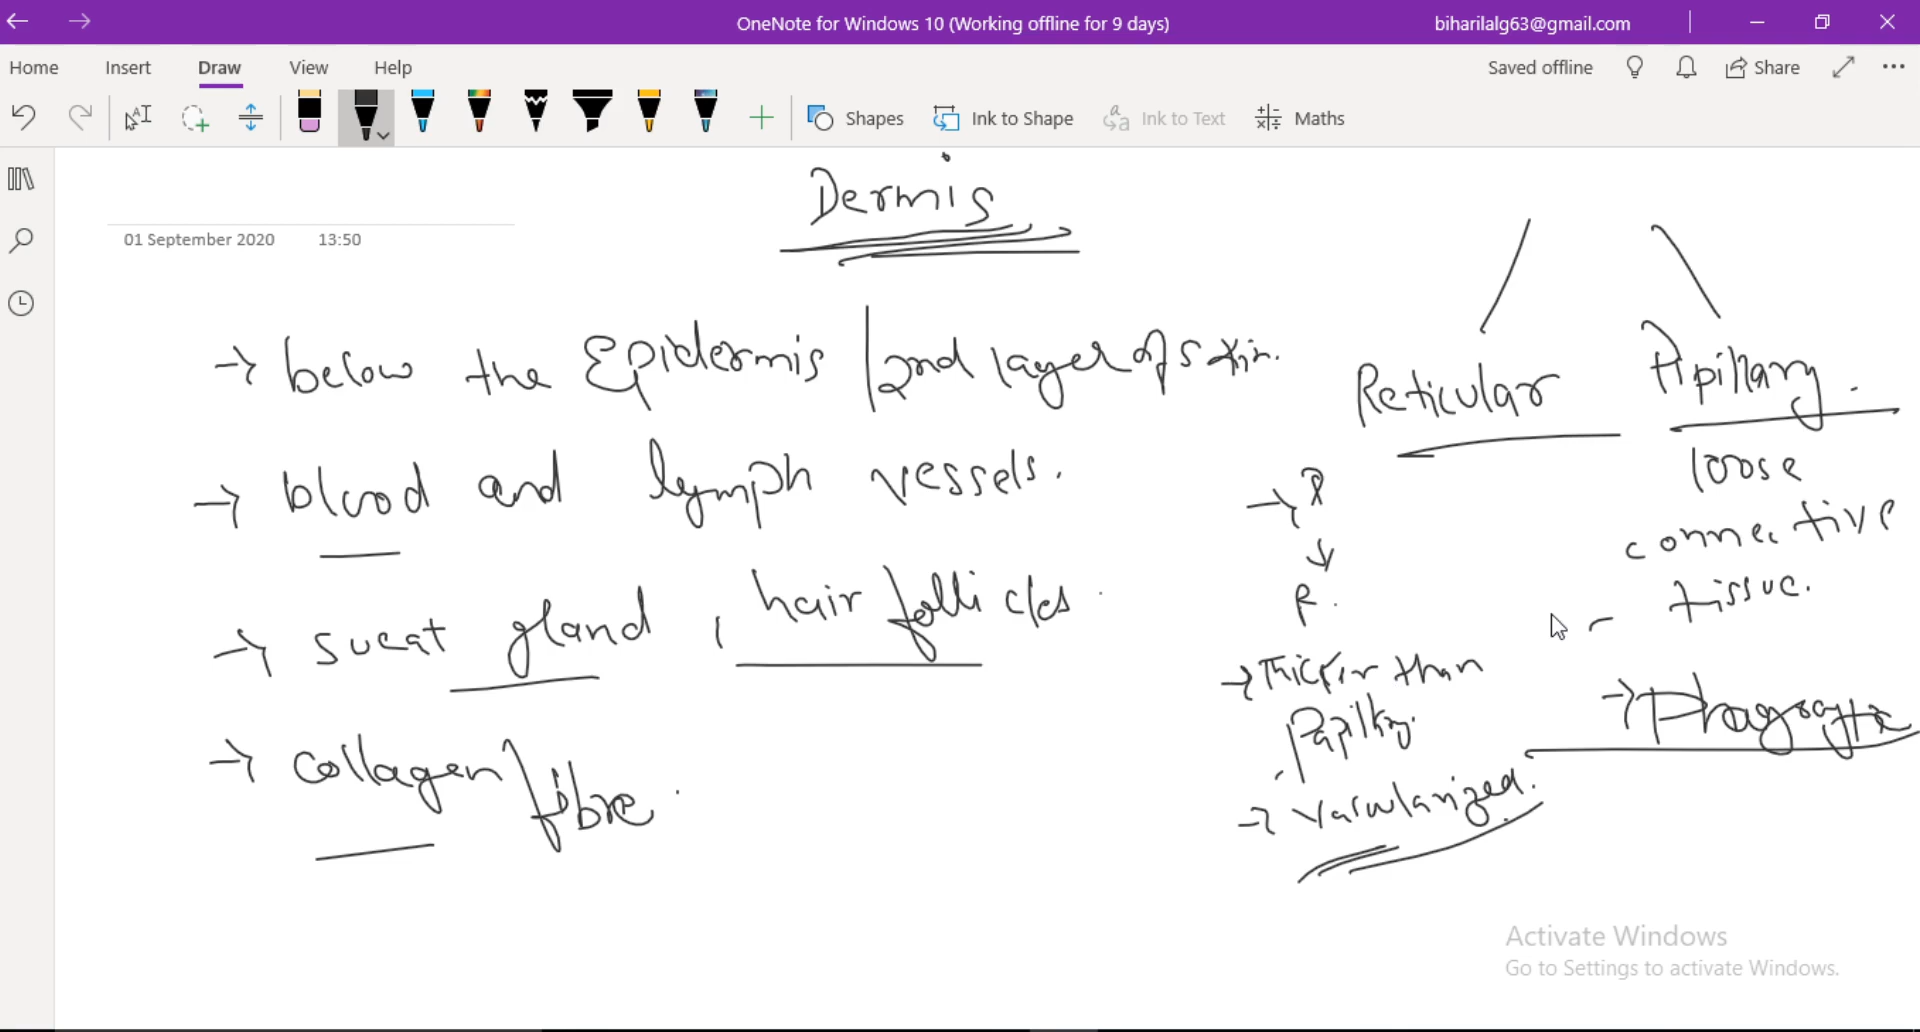 OneNote for Windows 10 (Working offline for 9 days)
biharilalg63@gmail.com
Home Insert Draw View Help
Saved offline
Share
Shapes
Ink to Shape
Ink to Text
Maths
Dermis
01 September 2020 13:50
→ below the Epidermis / 2nd layer of skin.
→ blood and lymph vessels.
→ sweat gland, hair follicles.
→ collagen / fibre.
Reticular
→ P
↓
R.
→ Thicker than
Papillary.
→ vascularized.
Papillary.
loose
connective
tissue.
→ Phagocytic
Activate Windows
Go to Settings to activate Windows.